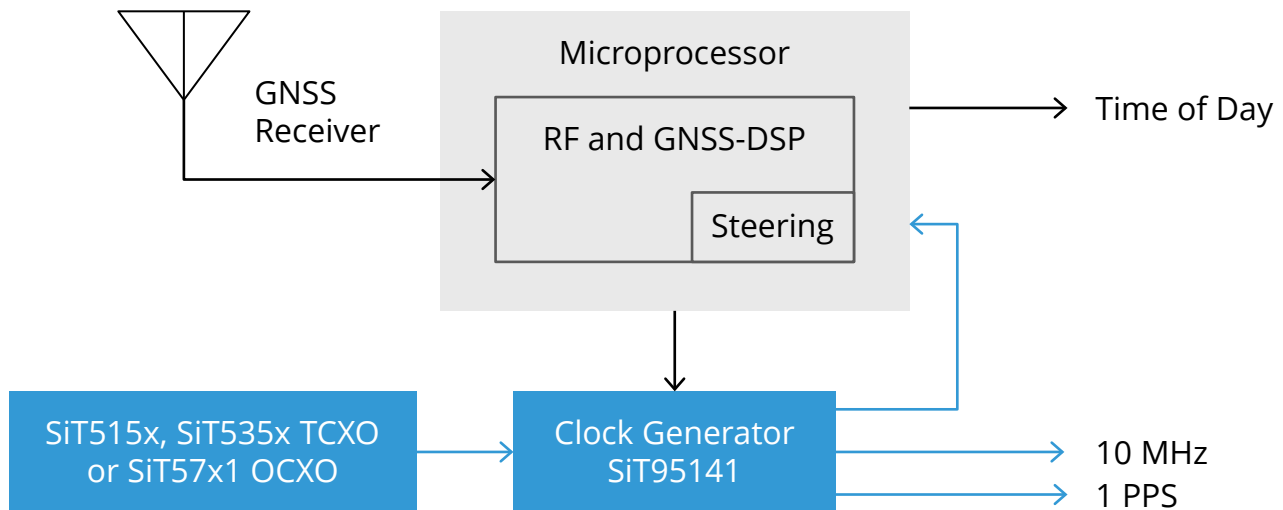 Microprocessor
GNSS
Receiver
RF and GNSS-DSP
Steering
Time of Day
SiT515x, SiT535x TCXO
or SiT57x1 OCXO
Clock Generator
SiT95141
10 MHz
1 PPS